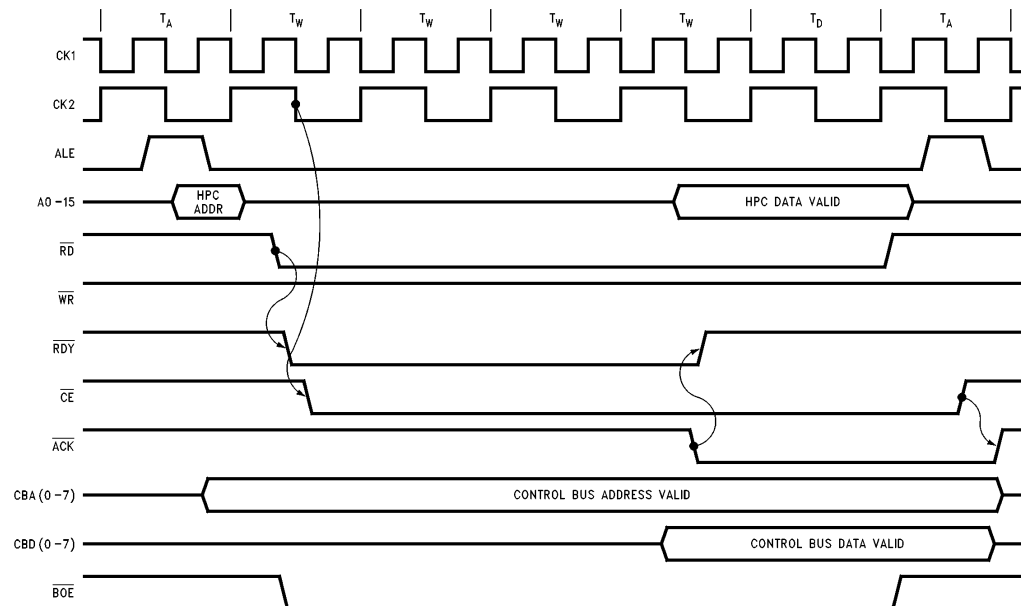 TA TW TW TW TW TD TA
CK1
CK2
ALE
A0-15 HPC ADDR HPC DATA VALID
RD
WR
RDY
CE
ACK
CBA(0-7) CONTROL BUS ADDRESS VALID
CBD(0-7) CONTROL BUS DATA VALID
BOE